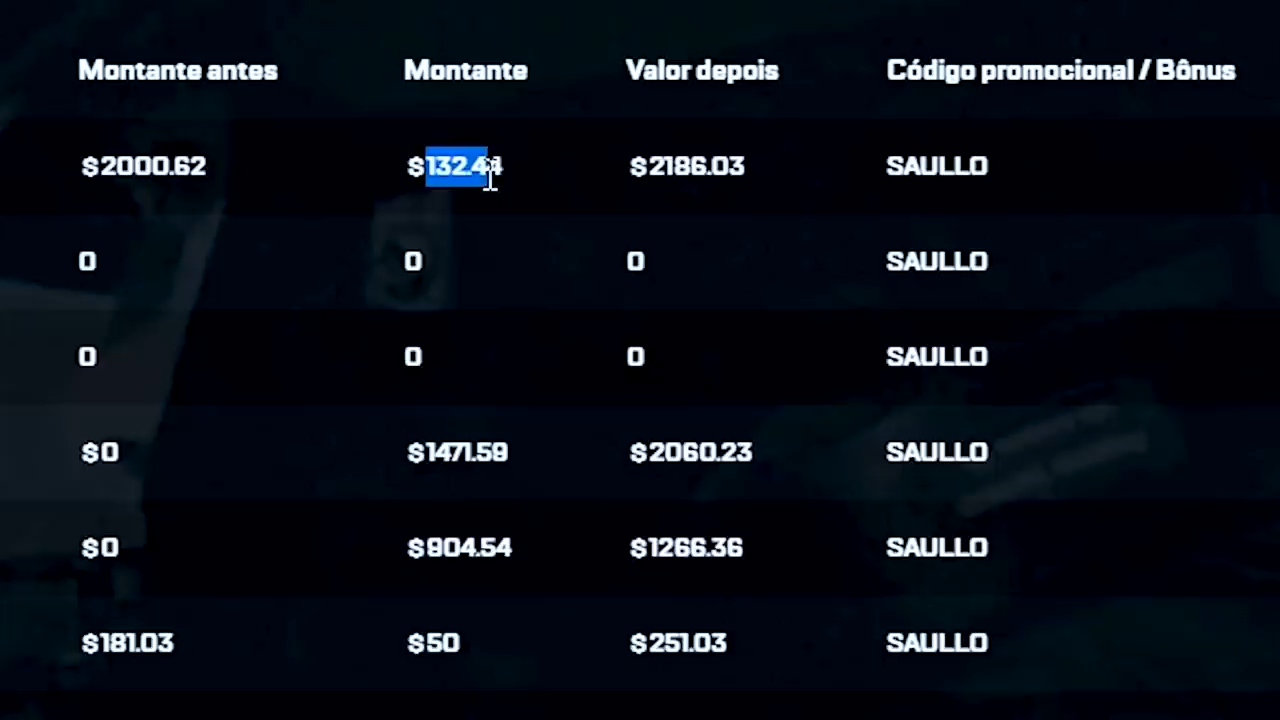 Montante antes Montante Valor depois Código promocional / Bônus
$2000.62 $132.44 $2186.03 SAULLO
0 0 0 SAULLO
0 0 0 SAULLO
$0 $1471.59 $2060.23 SAULLO
$0 $904.54 $1266.36 SAULLO
$181.03 $50 $251.03 SAULLO